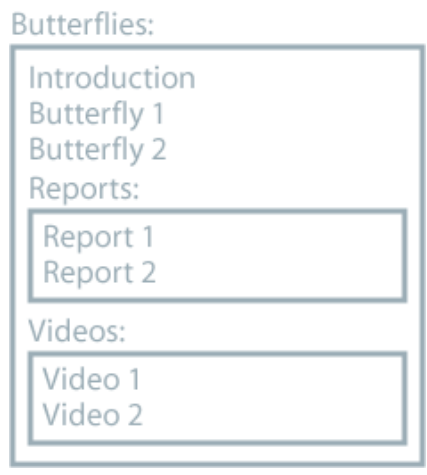 Butterflies:
Introduction
Butterfly 1
Butterfly 2
Reports:
Report 1
Report 2
Videos:
Video 1
Video 2